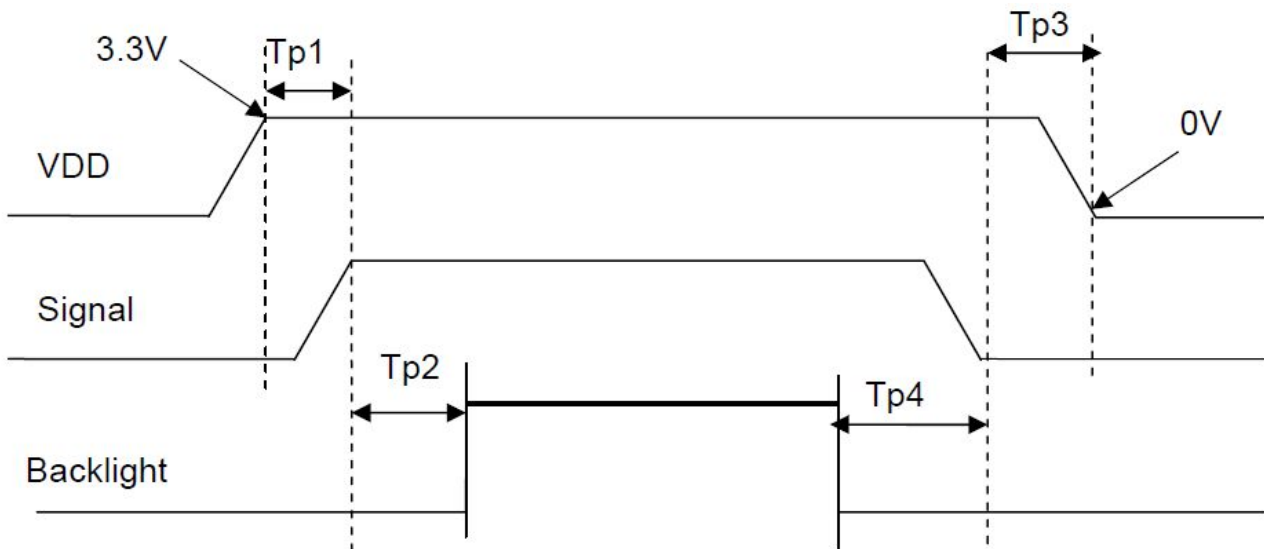 Tp3
3.3V
Tp1
0V
VDD
Signal
Tp2
Tp4
Backlight